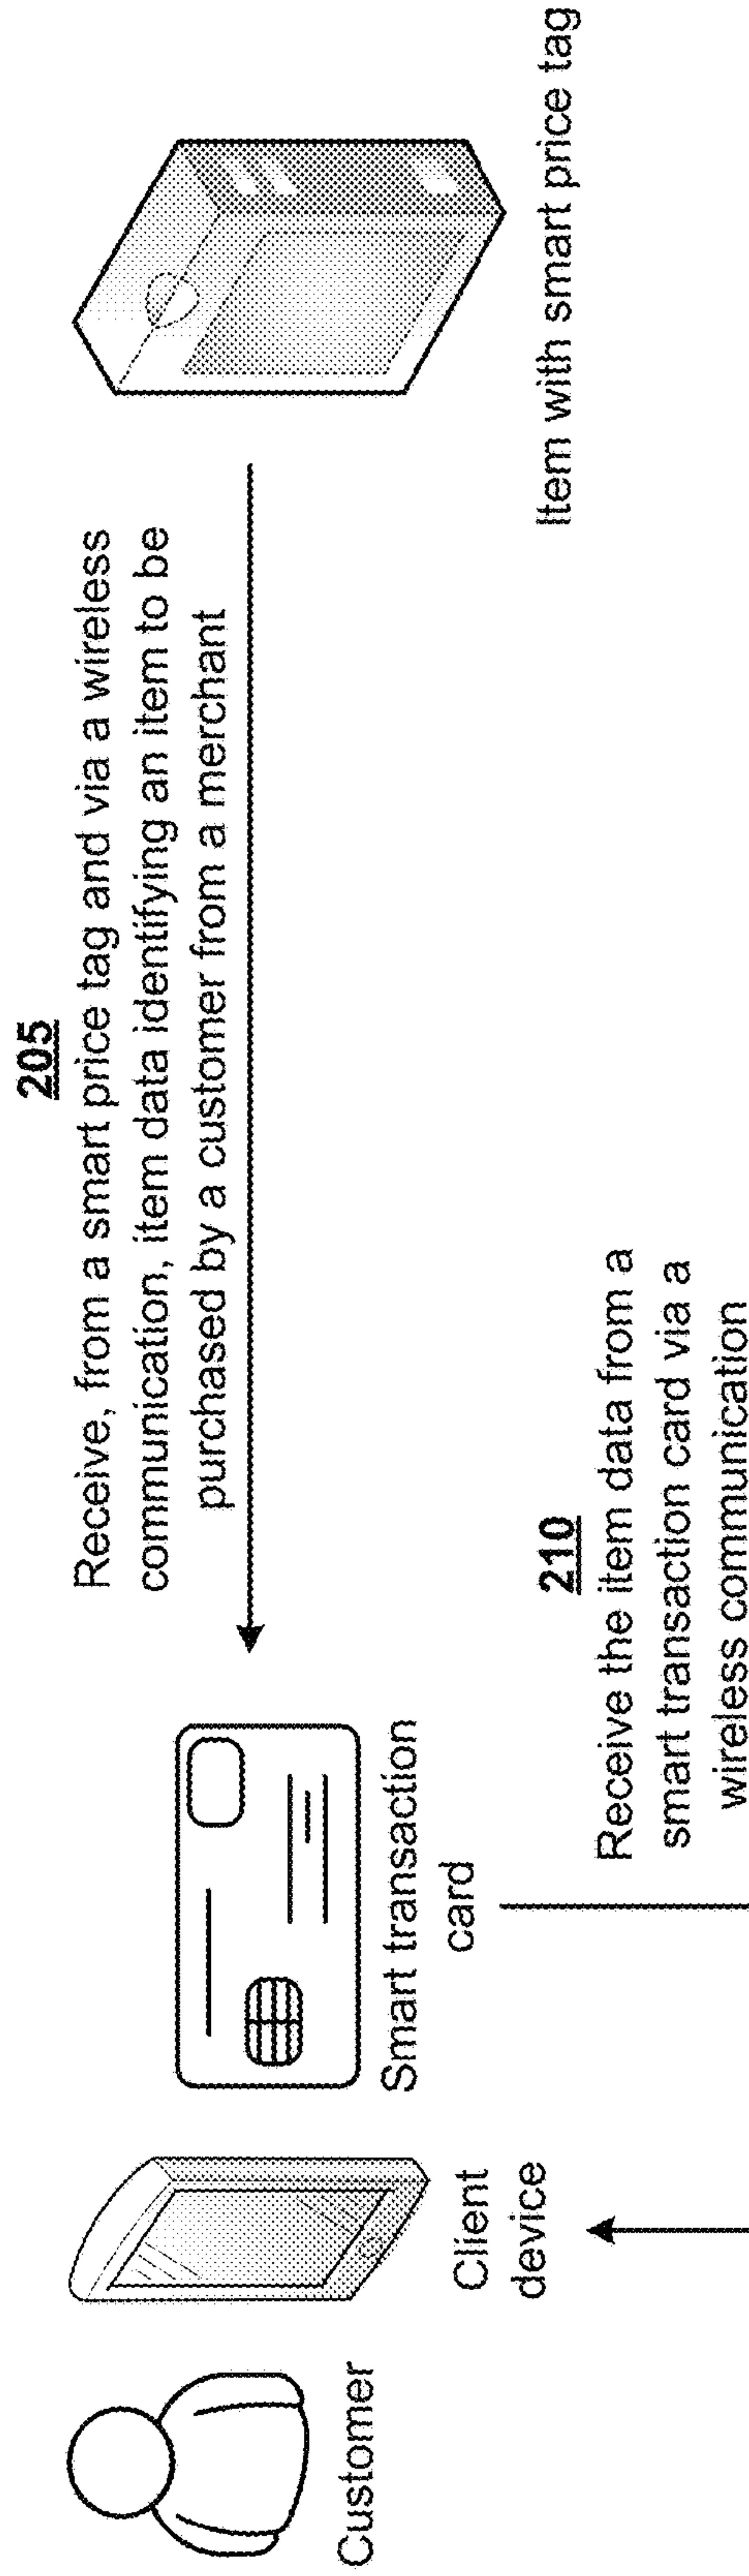 205
Receive, from a smart price tag and via a wireless
communication, item data identifying an item to be
purchased by a customer from a merchant
Customer
Client
device
Smart transaction
card
Item with smart price tag
210
Receive the item data from a
smart transaction card via a
wireless communication